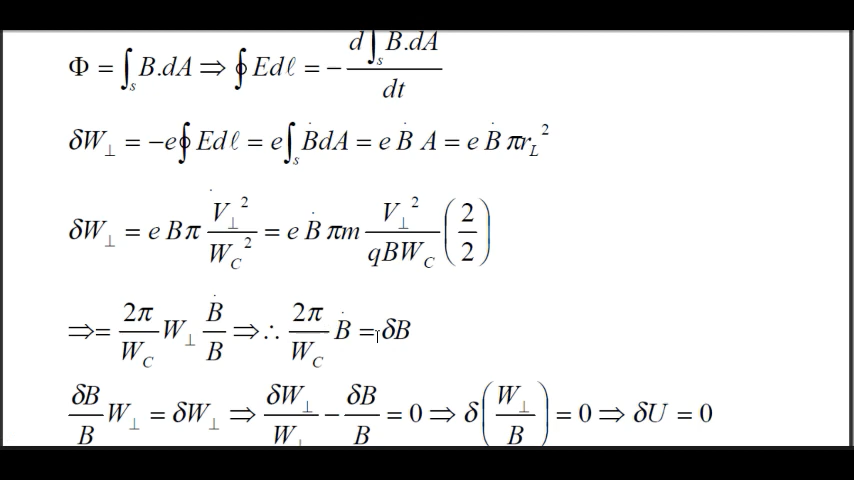 Φ = ∫ₛ B.dA ⇒ ∮ Edℓ = − d∫ₛ B.dA / dt
δW⊥ = −e∮ Edℓ = e∫ₛ ḂdA = e Ḃ A = e Ḃ πr_L²
δW⊥ = e Ḃπ V⊥² / W_C² = e Ḃ πm V⊥² / qBW_C (2/2)
⇒= 2π/W_C W⊥ Ḃ/B ⇒∴ 2π/W_C Ḃ = δB
δB/B W⊥ = δW⊥ ⇒ δW⊥/W⊥ − δB/B = 0 ⇒ δ(W⊥/B) = 0 ⇒ δU = 0